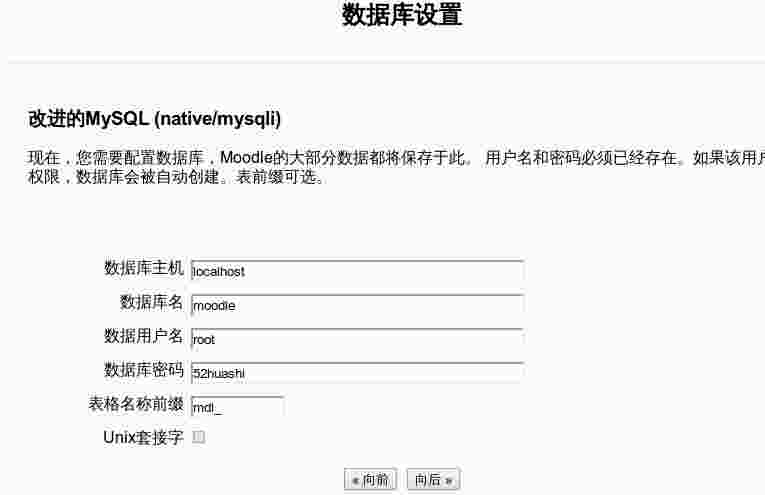 数据库设置
改进的MySQL (native/mysqli)
现在，您需要配置数据库，Moodle的大部分数据都将保存于此。 用户名和密码必须已经存在。如果该用户
权限，数据库会被自动创建。表前缀可选。
数据库主机 localhost
数据库名 moodle
数据用户名 root
数据库密码 52huashi
表格名称前缀 mdl_
Unix套接字
« 向前 向后 »